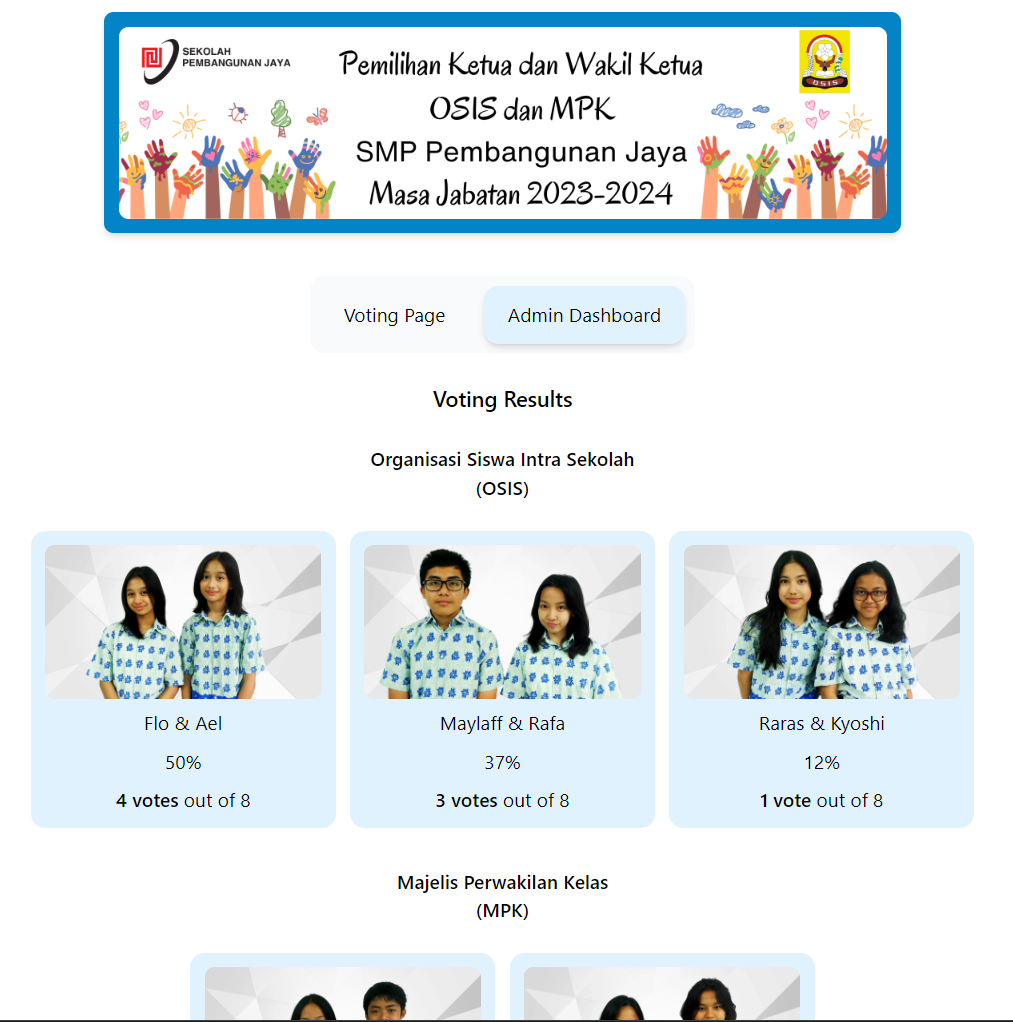 SEKOLAH
PEMBANGUNAN JAYA
Pemilihan Ketua dan Wakil Ketua
OSIS dan MPK
SMP Pembangunan Jaya
Masa Jabatan 2023-2024
OSIS
Voting Page
Admin Dashboard
Voting Results
Organisasi Siswa Intra Sekolah
(OSIS)
Flo & Ael
50%
4 votes out of 8
Maylaff & Rafa
37%
3 votes out of 8
Raras & Kyoshi
12%
1 vote out of 8
Majelis Perwakilan Kelas
(MPK)